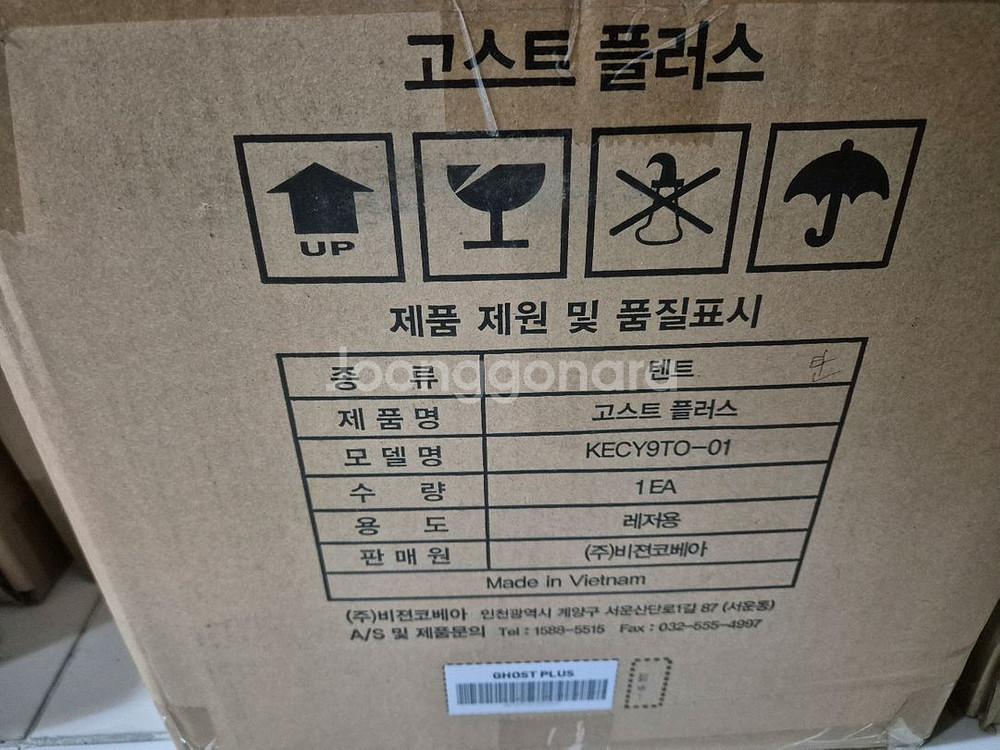 고스트 플러스
UP
제품 제원 및 품질표시
종 류 텐트 탄
제품명 고스트 플러스
모델명 KECY9TO-01
수 량 1 EA
용 도 레저용
판매원 (주)비젼코베아
Made in Vietnam
(주)비젼코베아 인천광역시 계양구 서운산단로1길 87 (서운동)
A/S 및 제품문의 Tel : 1588-5515 Fax : 032-555-4997
GHOST PLUS
Joonggonara